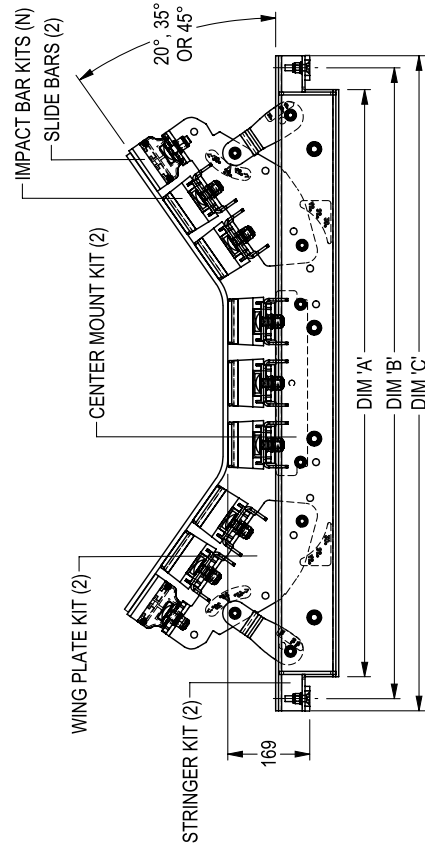 IMPACT BAR KITS (N)
SLIDE BARS (2)
CENTER MOUNT KIT (2)
WING PLATE KIT (2)
STRINGER KIT (2)
20°, 35°
OR 45°
169
DIM 'A'
DIM 'B'
DIM 'C'